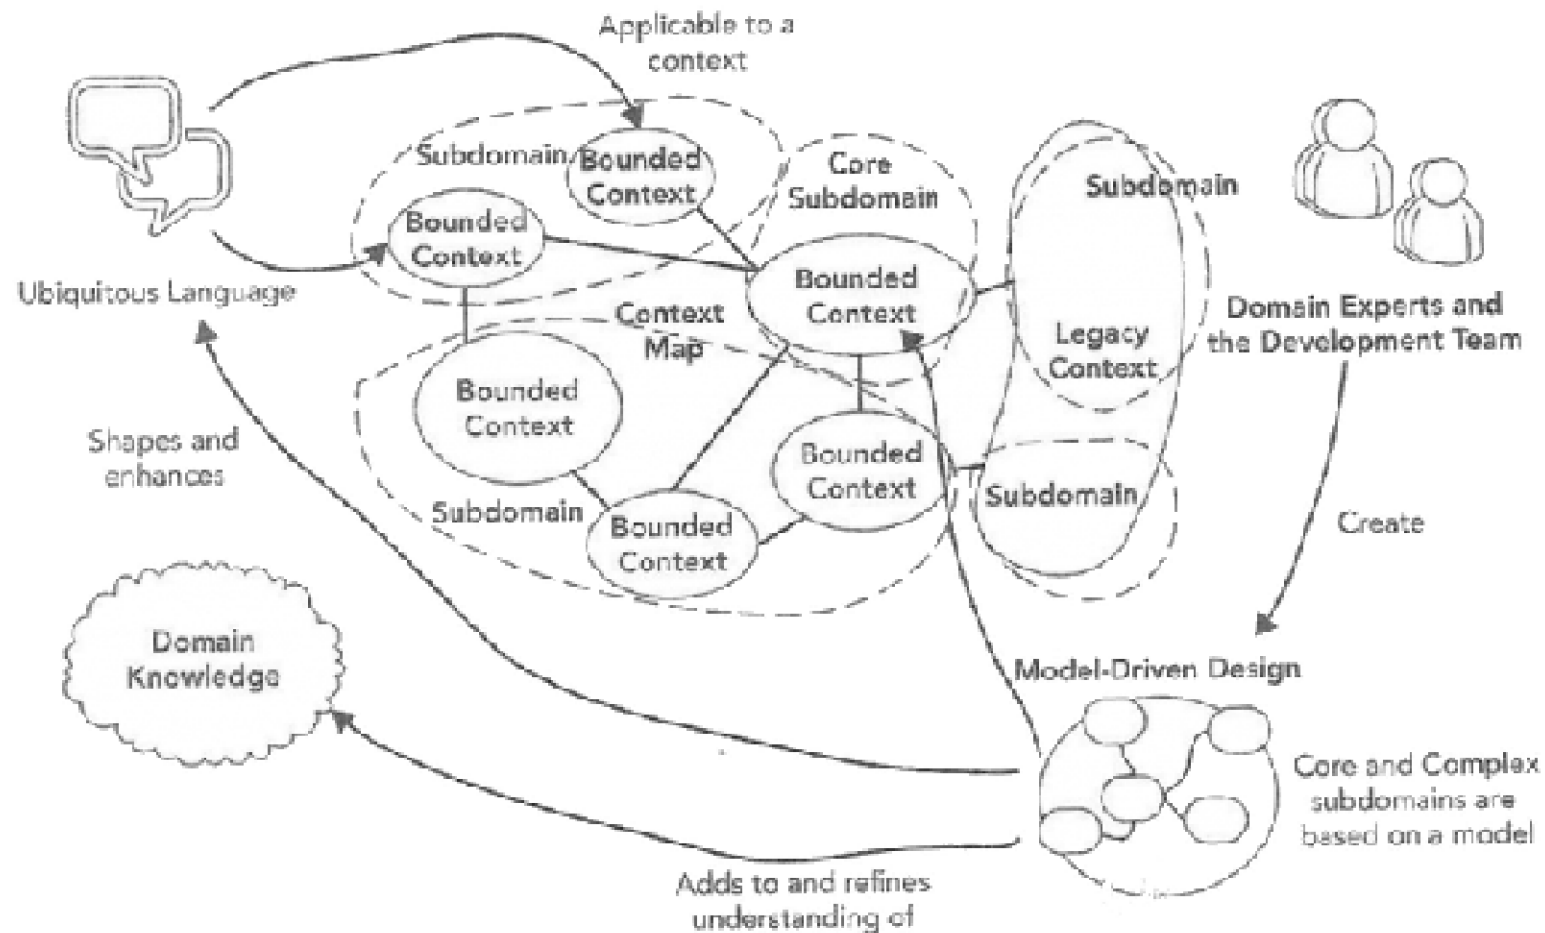 Applicable to a
context
Subdomain
Bounded
Context
Core
Subdomain
Subdomain
Bounded
Context
Bounded
Context
Ubiquitous Language
Context
Map
Legacy
Context
Domain Experts and
the Development Team
Bounded
Context
Shapes and
enhances
Bounded
Context
Subdomain
Bounded
Context
Subdomain
Create
Domain
Knowledge
Model-Driven Design
Core and Complex
subdomains are
based on a model
Adds to and refines
understanding of